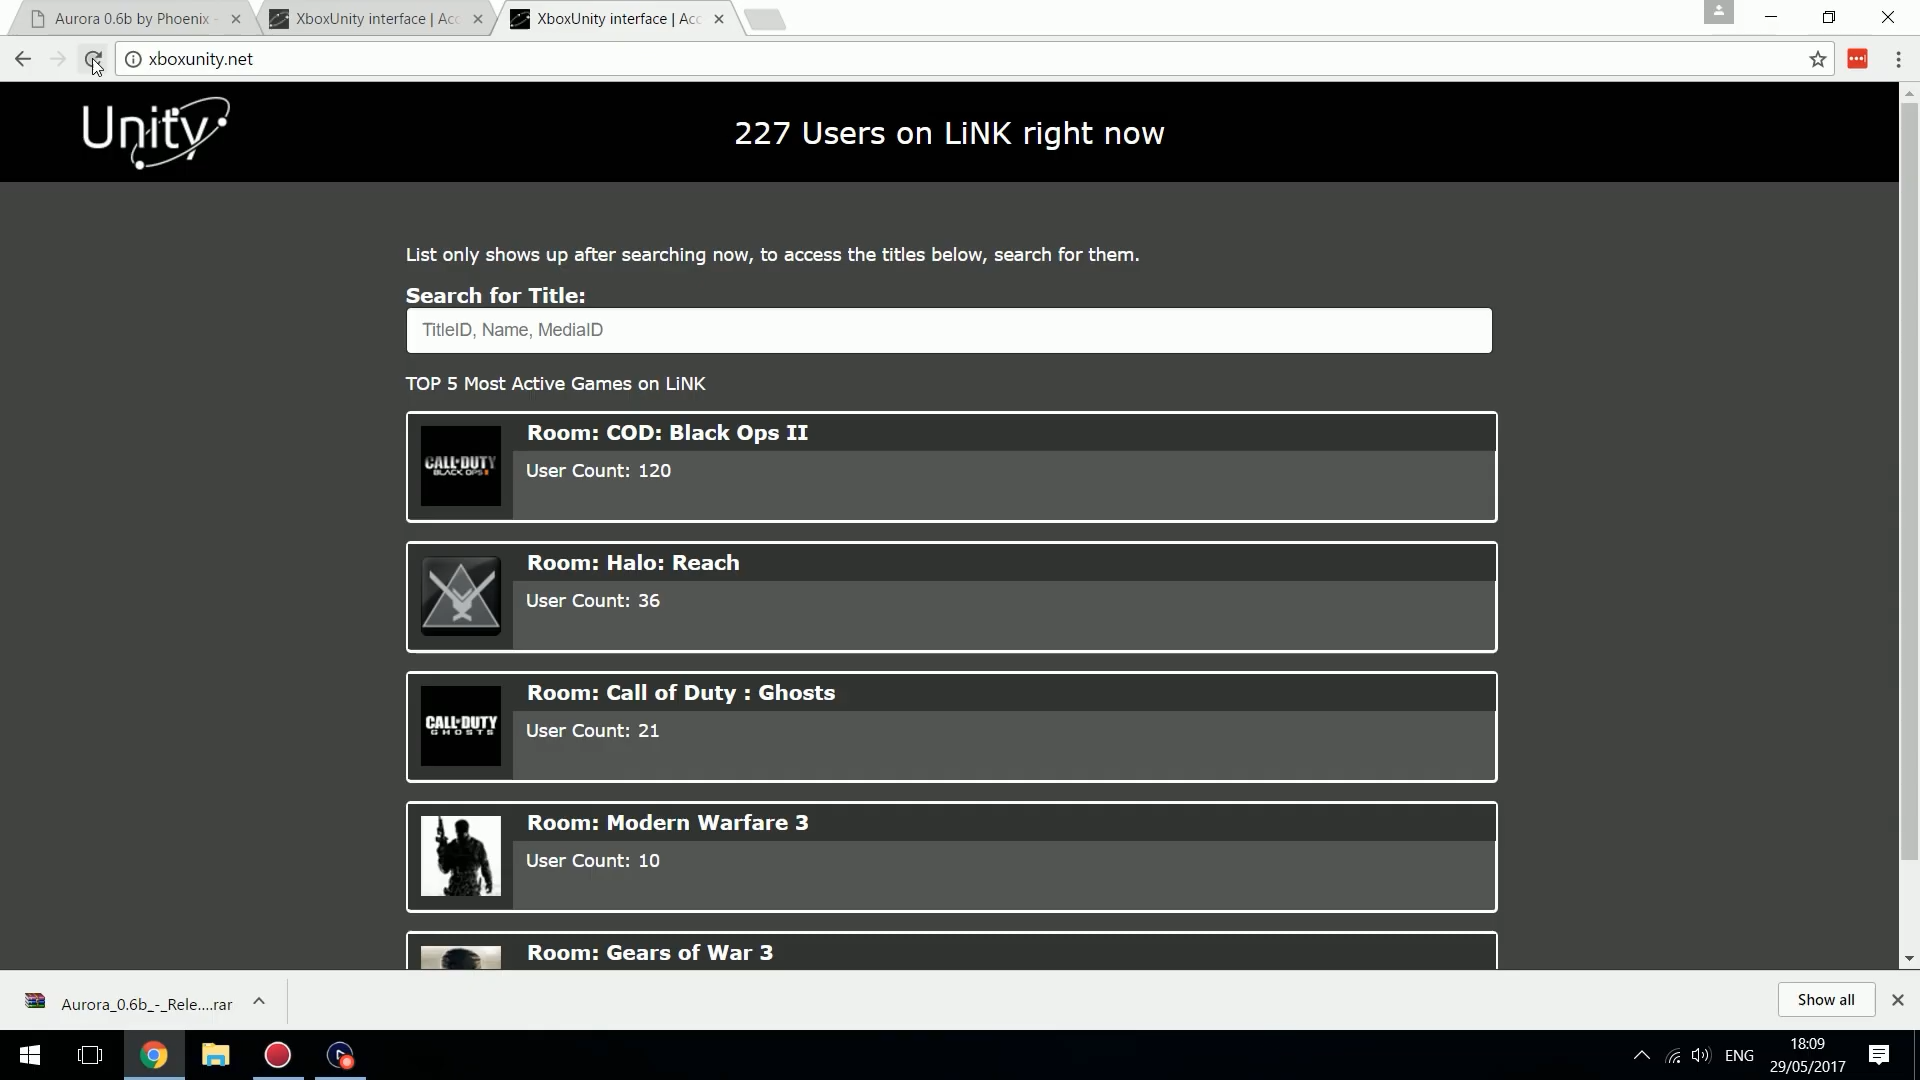 Aurora 0.6b by Phoenix -
XboxUnity interface | Acc
XboxUnity interface | Acc
xboxunity.net
Unity
227 Users on LiNK right now
List only shows up after searching now, to access the titles below, search for them.
Search for Title:
TitleID, Name, MediaID
TOP 5 Most Active Games on LiNK
CALL OF DUTY
BLACK OPS II
Room: COD: Black Ops II
User Count: 120
Room: Halo: Reach
User Count: 36
CALL OF DUTY
GHOSTS
Room: Call of Duty : Ghosts
User Count: 21
Room: Modern Warfare 3
User Count: 10
Room: Gears of War 3
Aurora_0.6b_-_Rele....rar
Show all
ENG
18:09
29/05/2017